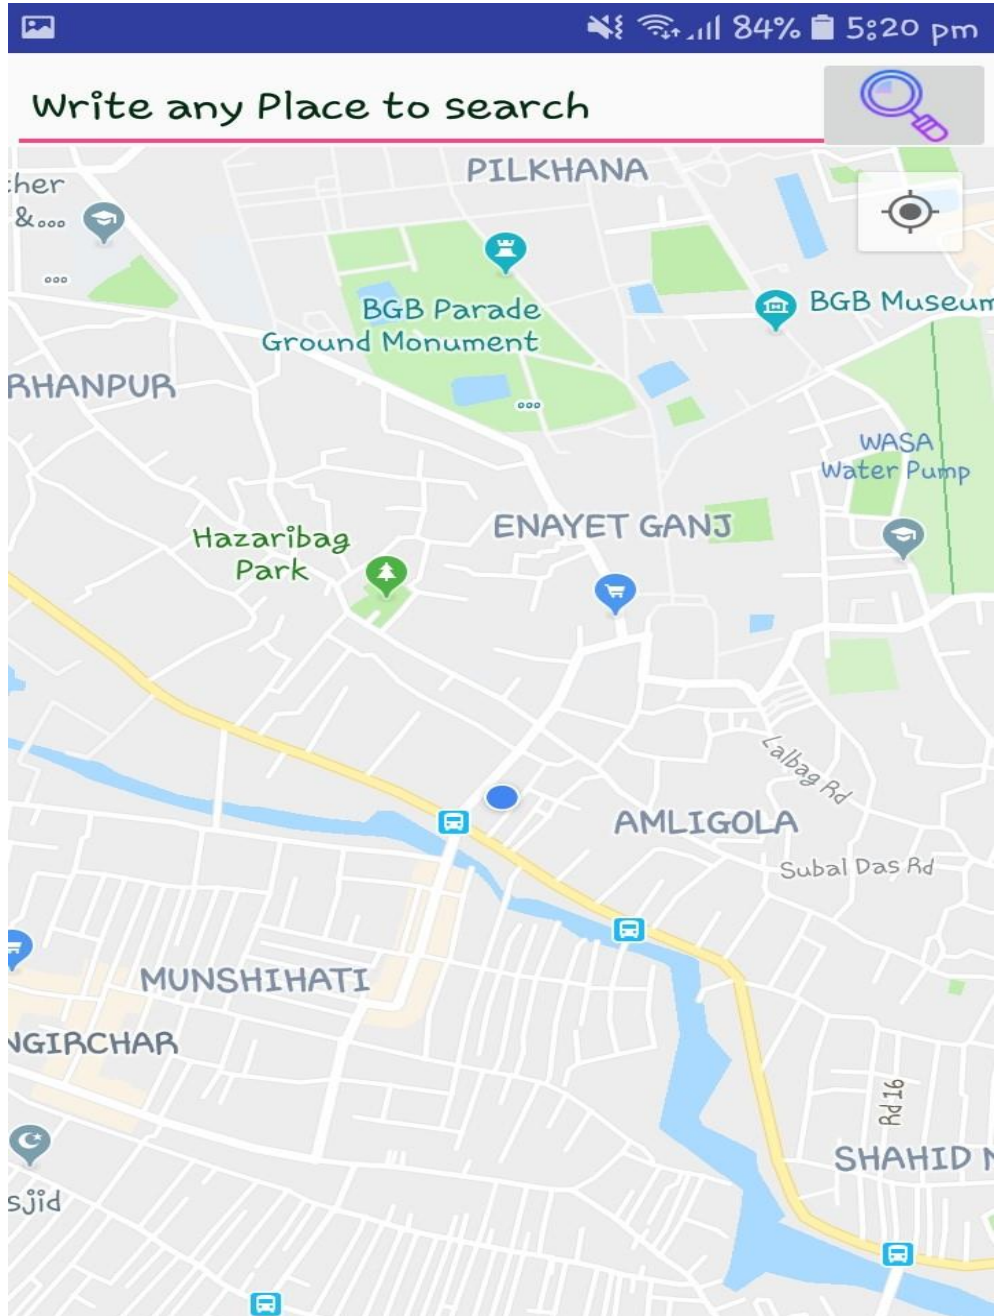 84% 5:20 pm
Write any Place to search
PILKHANA
ther
&...
BGB Parade
Ground Monument
BGB Museum
RHANPUR
WASA
Water Pump
Hazaribag
Park
ENAYET GANJ
Lalbag Rd
AMLIGOLA
Subal Das Rd
MUNSHIHATI
NGIRCHAR
Rd 16
SHAHID N
sjid